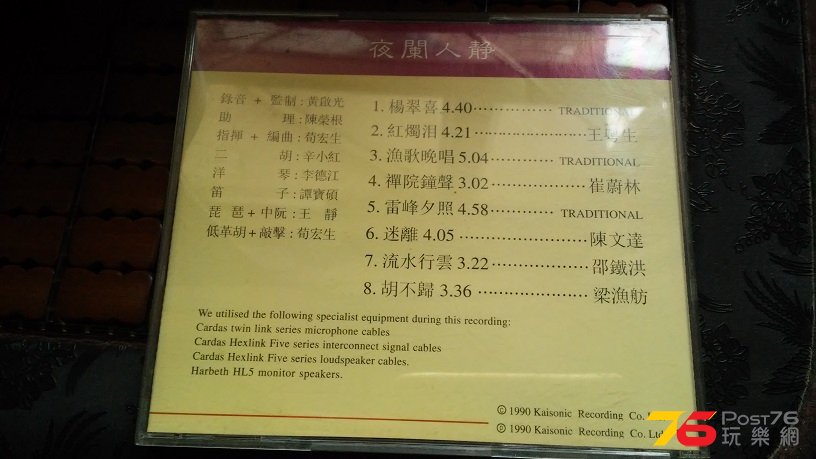 夜闌人靜
錄音 + 監制 : 黃啟光
助 理 : 陳榮根
指揮 + 編曲 : 荀宏生
二 胡 : 辛小紅
洋 琴 : 李德江
笛 子 : 譚寶碩
琵 琶 + 中阮 : 王 靜
低革胡 + 敲擊 : 荀宏生
1. 楊翠喜 4.40 ················ TRADITIONAL
2. 紅燭泪 4.21 ······················· 王粵生
3. 漁歌晚唱 5.04 ············ TRADITIONAL
4. 禪院鐘聲 3.02 ·················· 崔蔚林
5. 雷峰夕照 4.58 ············ TRADITIONAL
6. 迷離 4.05 ······················· 陳文達
7. 流水行雲 3.22 ··················· 邵鐵洪
8. 胡不歸 3.36 ···················· 梁漁舫
We utilised the following specialist equipment during this recording:
Cardas twin link series microphone cables
Cardas Hexlink Five series interconnect signal cables
Cardas Hexlink Five series loudspeaker cables.
Harbeth HL5 monitor speakers.
© 1990 Kaisonic Recording Co.
℗ 1990 Kaisonic Recording Co. Ltd
76 POST76
玩樂網